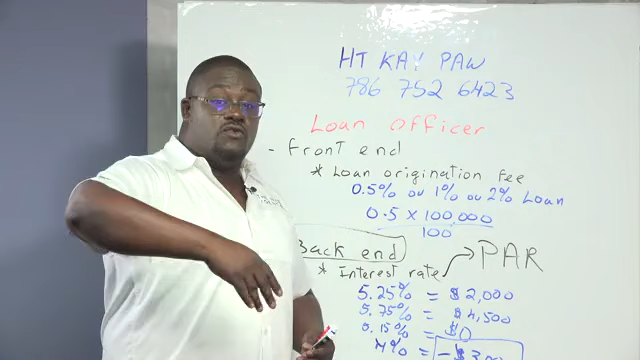 HT KAY PAW
786 752 6423
Loan officer
- Front end
* Loan origination Fee
0.5% ou 1% ou 2% Loan
0.5 X 100,000
100
Back end
PAR
* Interest rate
5.25% = $2,000
5.75% = $4,500
6.15% = $0